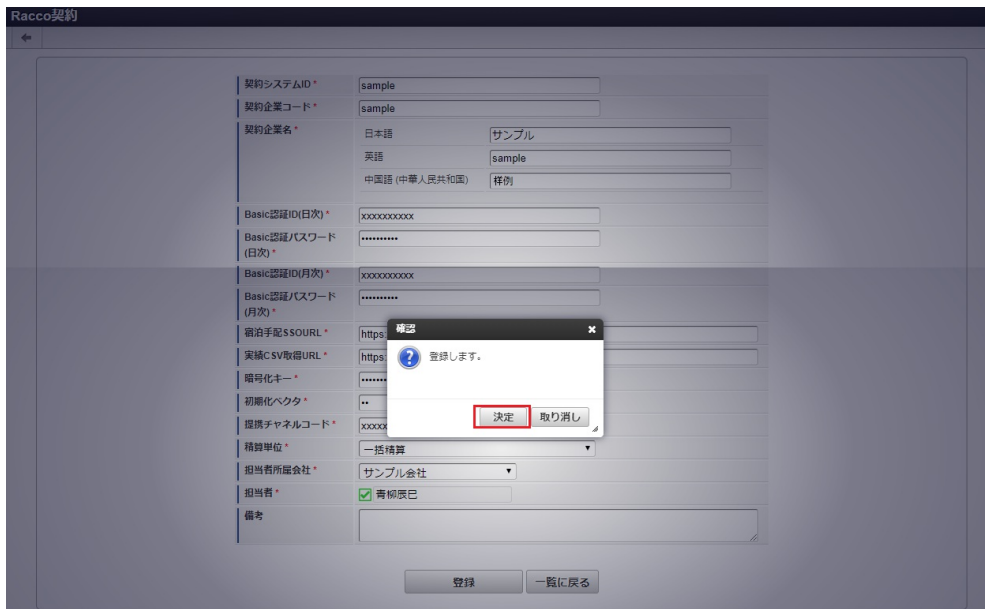 Racco契約
契約システムID * sample
契約企業コード * sample
契約企業名 *
日本語 サンプル
英語 sample
中国語 (中華人民共和国) 样例
Basic認証ID(日次) * xxxxxxxxxx
Basic認証パスワード
(日次) * ••••••••••
Basic認証ID(月次) * xxxxxxxxxx
Basic認証パスワード
(月次) * ••••••••••
宿泊手配SSOURL * https:
実績CSV取得URL * https:
暗号化キー *
初期化ベクタ * ••
提携チャネルコード * xxxxx
確認
登録します。
決定 取り消し
積算単位 * 一括積算
担当者所属会社 * サンプル会社
担当者 * 青柳辰巳
備考
登録 一覧に戻る